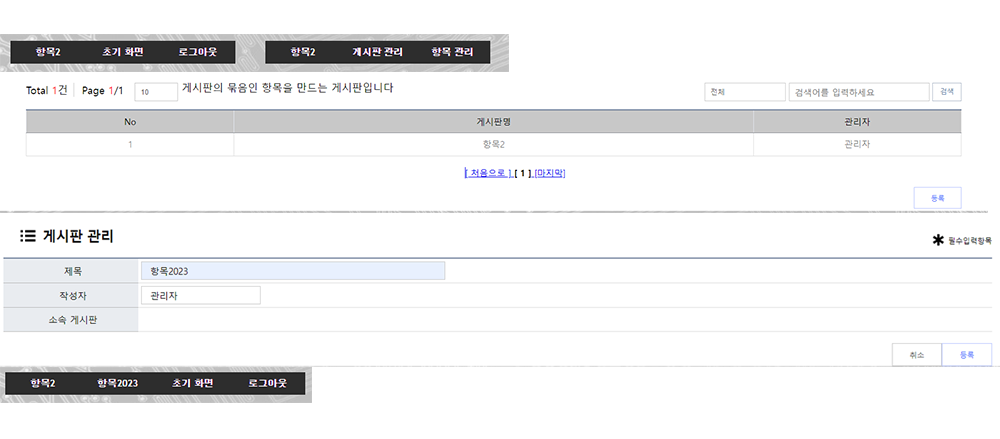 항목2 초기 화면 로그아웃 항목2 게시판 관리 항목 관리
Total 1건 Page 1/1 10 게시판의 묶음인 항목을 만드는 게시판입니다 전체 검색어를 입력하세요 검색
No 게시판명 관리자
1 항목2 관리자
[ 처음으로 ] [ 1 ] [마지막]
등록
게시판 관리
✱ 필수입력항목
제목 항목2023
작성자 관리자
소속 게시판
취소 등록
항목2 항목2023 초기 화면 로그아웃